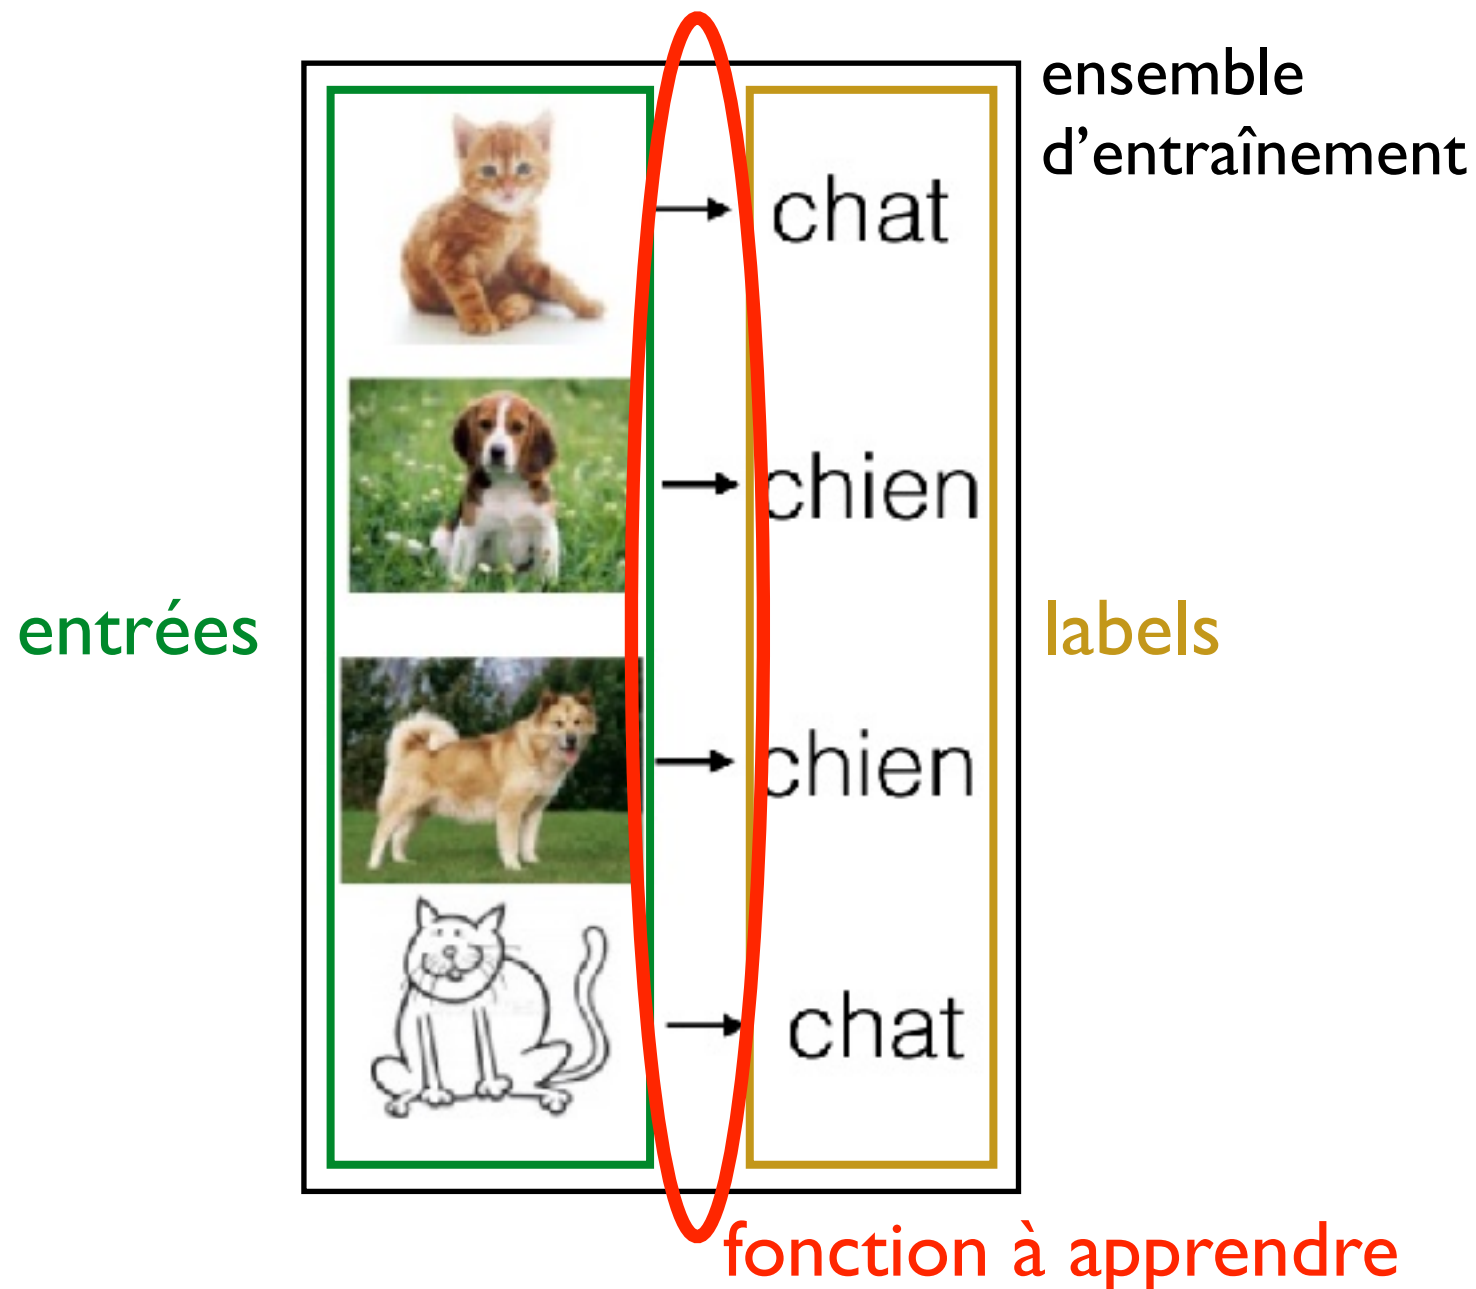 ensemble
d’entraînement
chat
chien
entrées
labels
chien
chat
fonction à apprendre